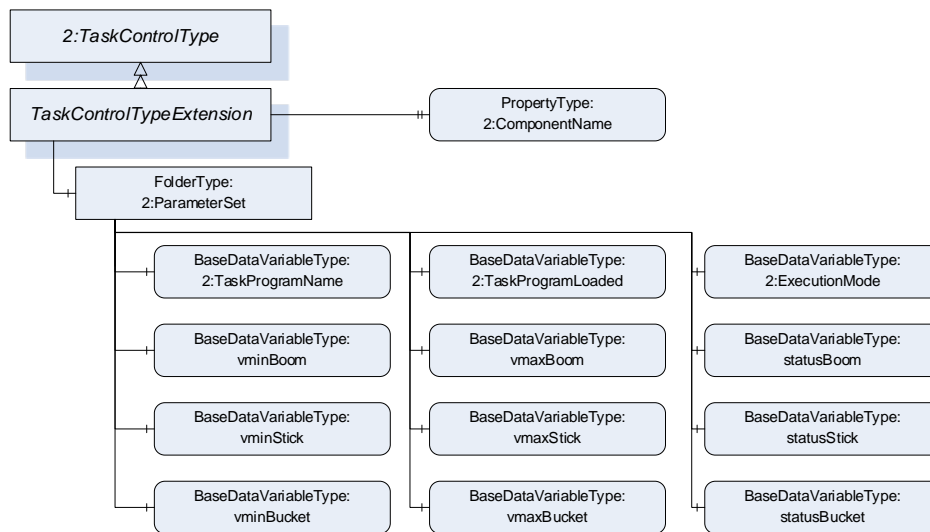 2:TaskControlType
TaskControlTypeExtension
PropertyType:
2:ComponentName
FolderType:
2:ParameterSet
BaseDataVariableType:
2:TaskProgramName
BaseDataVariableType:
2:TaskProgramLoaded
BaseDataVariableType:
2:ExecutionMode
BaseDataVariableType:
vminBoom
BaseDataVariableType:
vmaxBoom
BaseDataVariableType:
statusBoom
BaseDataVariableType:
vminStick
BaseDataVariableType:
vmaxStick
BaseDataVariableType:
statusStick
BaseDataVariableType:
vminBucket
BaseDataVariableType:
vmaxBucket
BaseDataVariableType:
statusBucket